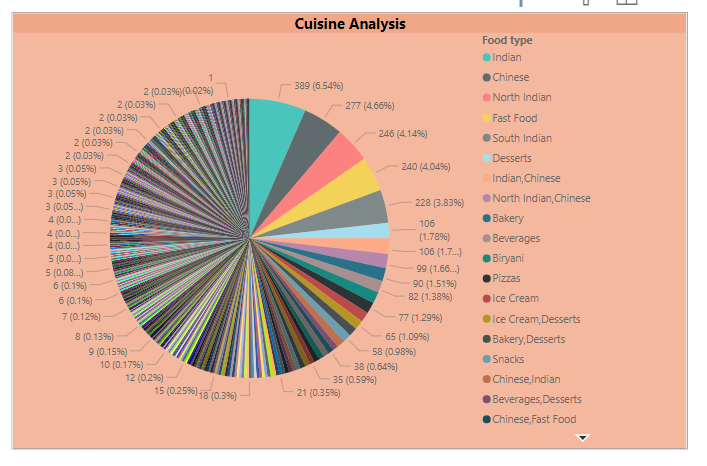 Cuisine Analysis
Food type
Indian
Chinese
North Indian
Fast Food
South Indian
Desserts
Indian,Chinese
North Indian,Chinese
Bakery
Beverages
Biryani
Pizzas
Ice Cream
Ice Cream,Desserts
Bakery,Desserts
Snacks
Chinese,Indian
Beverages,Desserts
Chinese,Fast Food
389 (6.54%)
277 (4.66%)
246 (4.14%)
240 (4.04%)
228 (3.83%)
106
(1.78%)
106 (1.7...)
99 (1.66...)
90 (1.51%)
82 (1.38%)
77 (1.29%)
65 (1.09%)
58 (0.98%)
38 (0.64%)
35 (0.59%)
21 (0.35%)
18 (0.3%)
15 (0.25%)
12 (0.2%)
10 (0.17%)
9 (0.15%)
8 (0.13%)
7 (0.12%)
6 (0.1%)
6 (0.1%)
5 (0.08...)
5 (0.0...)
4 (0.0...)
4 (0.0...)
4 (0.0...)
3 (0.05...)
3 (0.05%)
3 (0.05%)
3 (0.05%)
2 (0.03%)
2 (0.03%)
2 (0.03%)
2 (0.03%)
2 (0.03%)
2 (0.03%)
1
(0.02%)